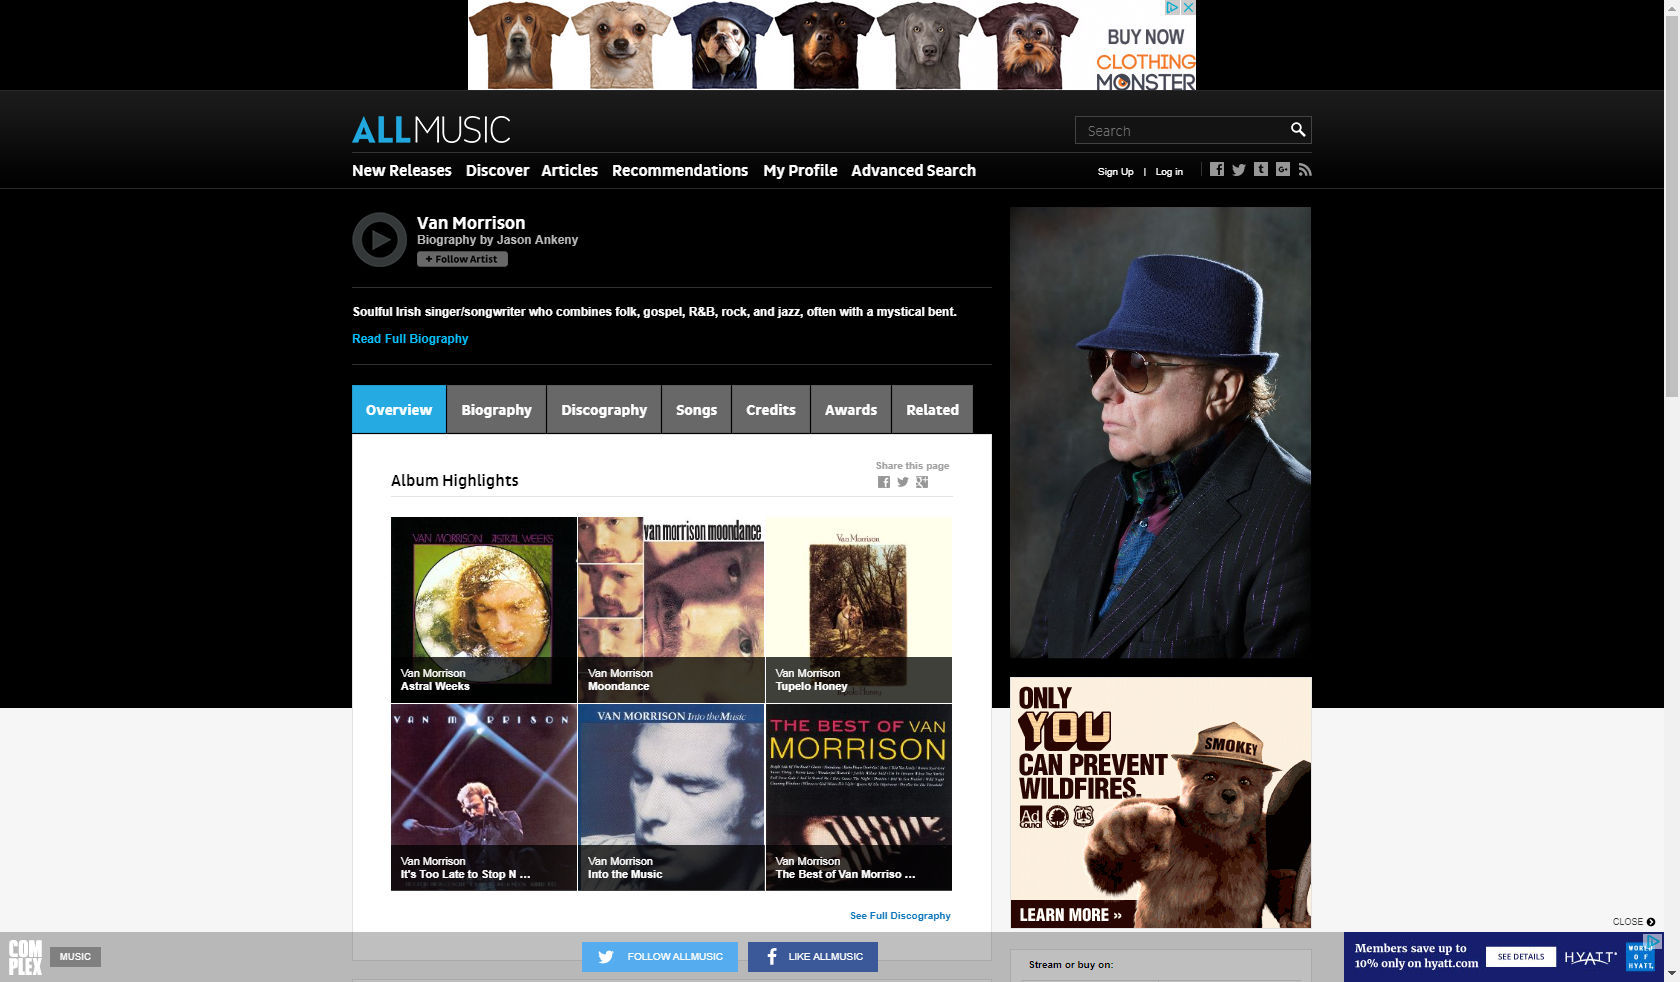 BUY NOW
CLOTHING
MONSTER
ALLMUSIC
Search
New Releases Discover Articles Recommendations My Profile Advanced Search
Sign Up | Log in
Van Morrison
Biography by Jason Ankeny
+ Follow Artist
Soulful Irish singer/songwriter who combines folk, gospel, R&B, rock, and jazz, often with a mystical bent.
Read Full Biography
Overview Biography Discography Songs Credits Awards Related
Share this page
Album Highlights
VAN MORRISON ASTRAL WEEKS
van morrison moondance
Van Morrison
Van Morrison
Astral Weeks
Van Morrison
Moondance
Van Morrison
Tupelo Honey
Tupelo Honey
VAN MORRISON
VAN MORRISON Into the Music
THE BEST OF VAN
MORRISON
Van Morrison
It's Too Late to Stop N ...
Van Morrison
Into the Music
Van Morrison
The Best of Van Morriso ...
See Full Discography
ONLY
YOU
CAN PREVENT
WILDFIRES.
SMOKEY
Ad
Council
LEARN MORE »
CLOSE
COMPLEX
MUSIC
FOLLOW ALLMUSIC
LIKE ALLMUSIC
Stream or buy on:
Members save up to
10% only on hyatt.com
SEE DETAILS
HYATT
WORLD
OF
HYATT